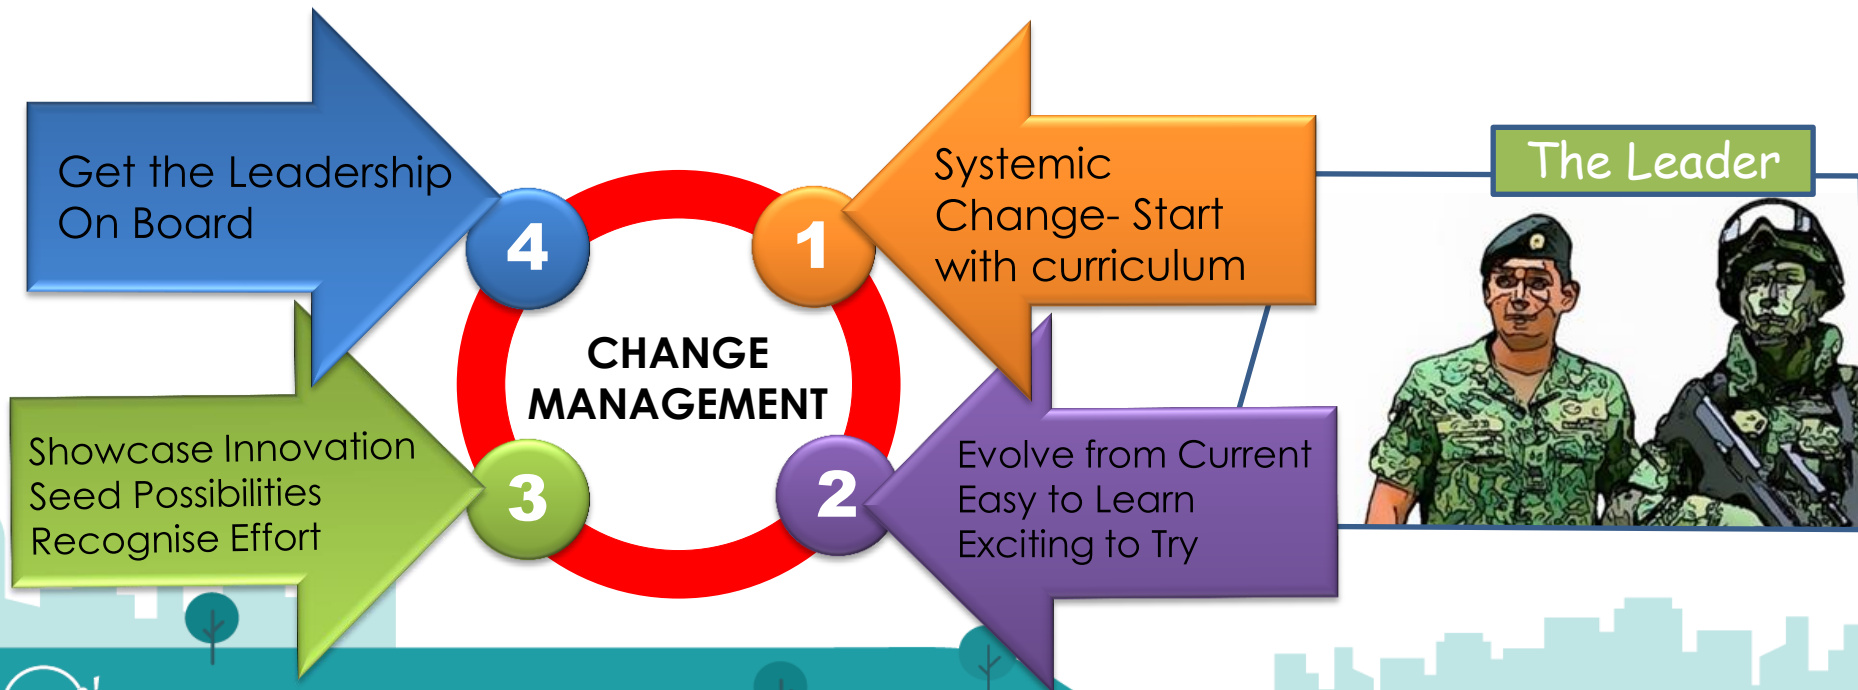 Get the Leadership
On Board
4
1
Systemic
Change- Start
with curriculum
The Leader
CHANGE
MANAGEMENT
Showcase Innovation
Seed Possibilities
Recognise Effort
3
2
Evolve from Current
Easy to Learn
Exciting to Try